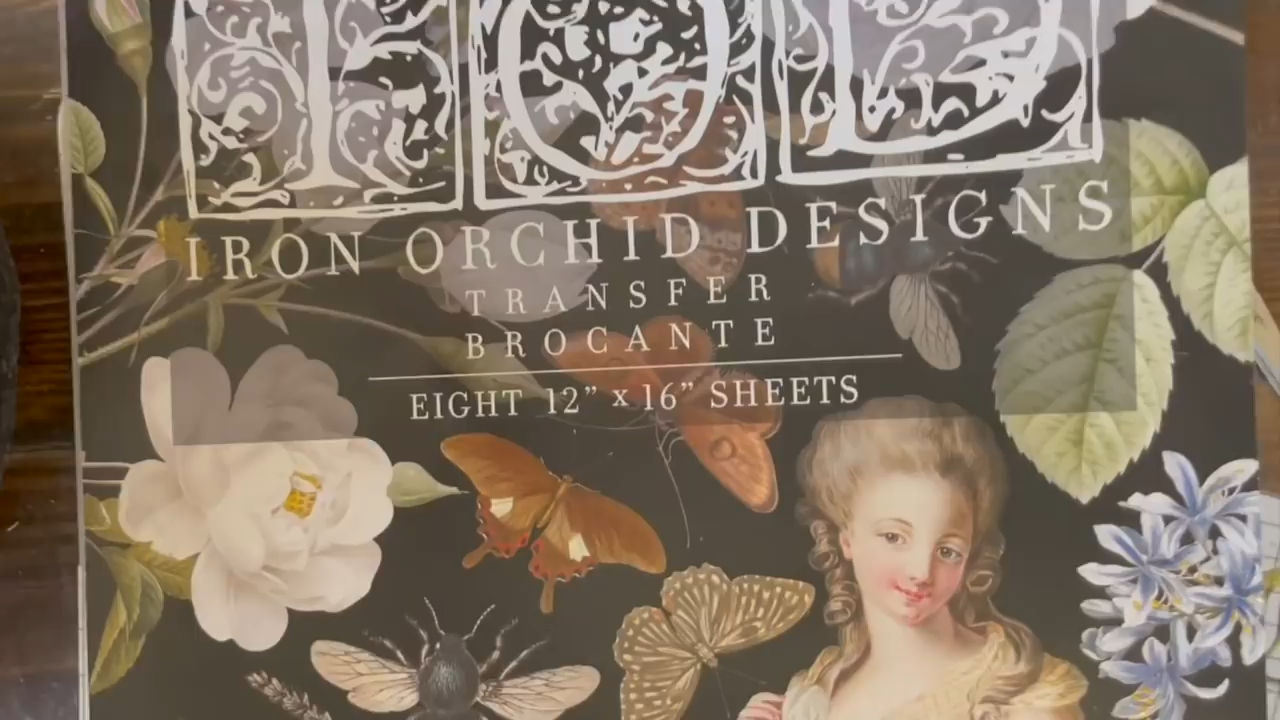 IOD
IRON ORCHID DESIGNS
TRANSFER
BROCANTE
EIGHT 12” x 16” SHEETS